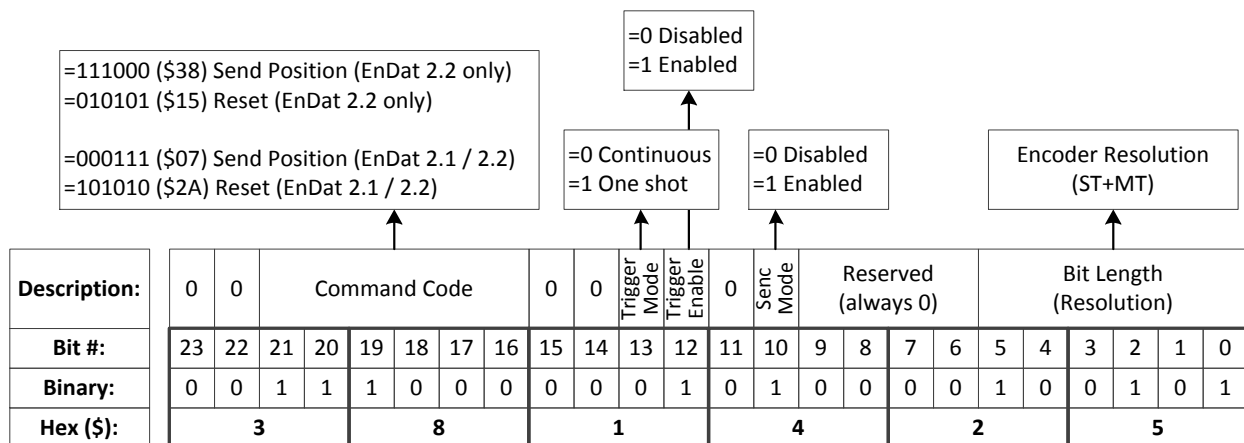 =0 Disabled
=1 Enabled
=111000 ($38) Send Position (EnDat 2.2 only)
=010101 ($15) Reset (EnDat 2.2 only)
=000111 ($07) Send Position (EnDat 2.1 / 2.2)
=101010 ($2A) Reset (EnDat 2.1 / 2.2)
=0 Continuous
=1 One shot
=0 Disabled
=1 Enabled
Encoder Resolution
(ST+MT)
Description: 0 0 Command Code 0 0 Trigger Mode Trigger Enable 0 Senc Mode Reserved (always 0) Bit Length (Resolution)
Bit #: 23 22 21 20 19 18 17 16 15 14 13 12 11 10 9 8 7 6 5 4 3 2 1 0
Binary: 0 0 1 1 1 0 0 0 0 0 0 1 0 1 0 0 0 0 1 0 0 1 0 1
Hex ($): 3 8 1 4 2 5